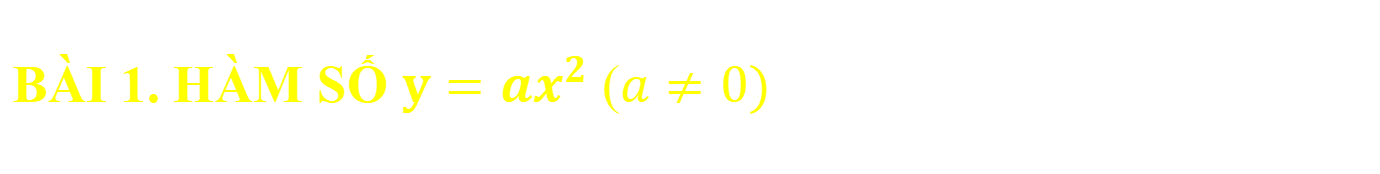 BÀI 1. HÀM SỐ y = ax² (a ≠ 0)